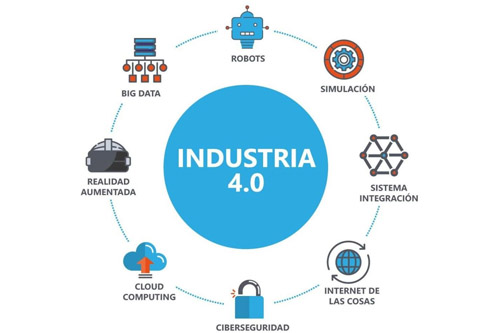 ROBOTS
SIMULACIÓN
SISTEMA
INTEGRACIÓN
INTERNET DE
LAS COSAS
CIBERSEGURIDAD
CLOUD
COMPUTING
REALIDAD
AUMENTADA
BIG DATA
INDUSTRIA
4.0